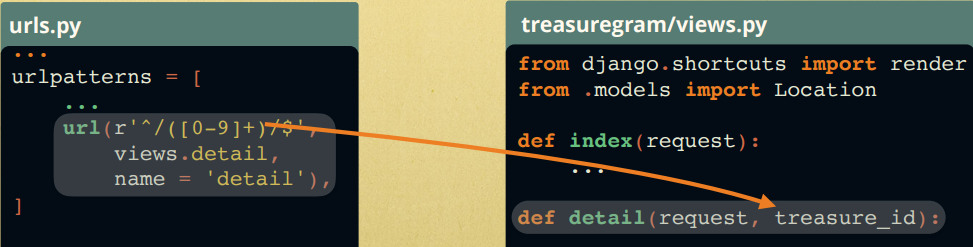 urls.py
...
urlpatterns = [
...
url(r'^/([0-9]+)/$',
views.detail,
name = 'detail'),
]
treasuregram/views.py
from django.shortcuts import render
from .models import Location
def index(request):
...
def detail(request, treasure_id):